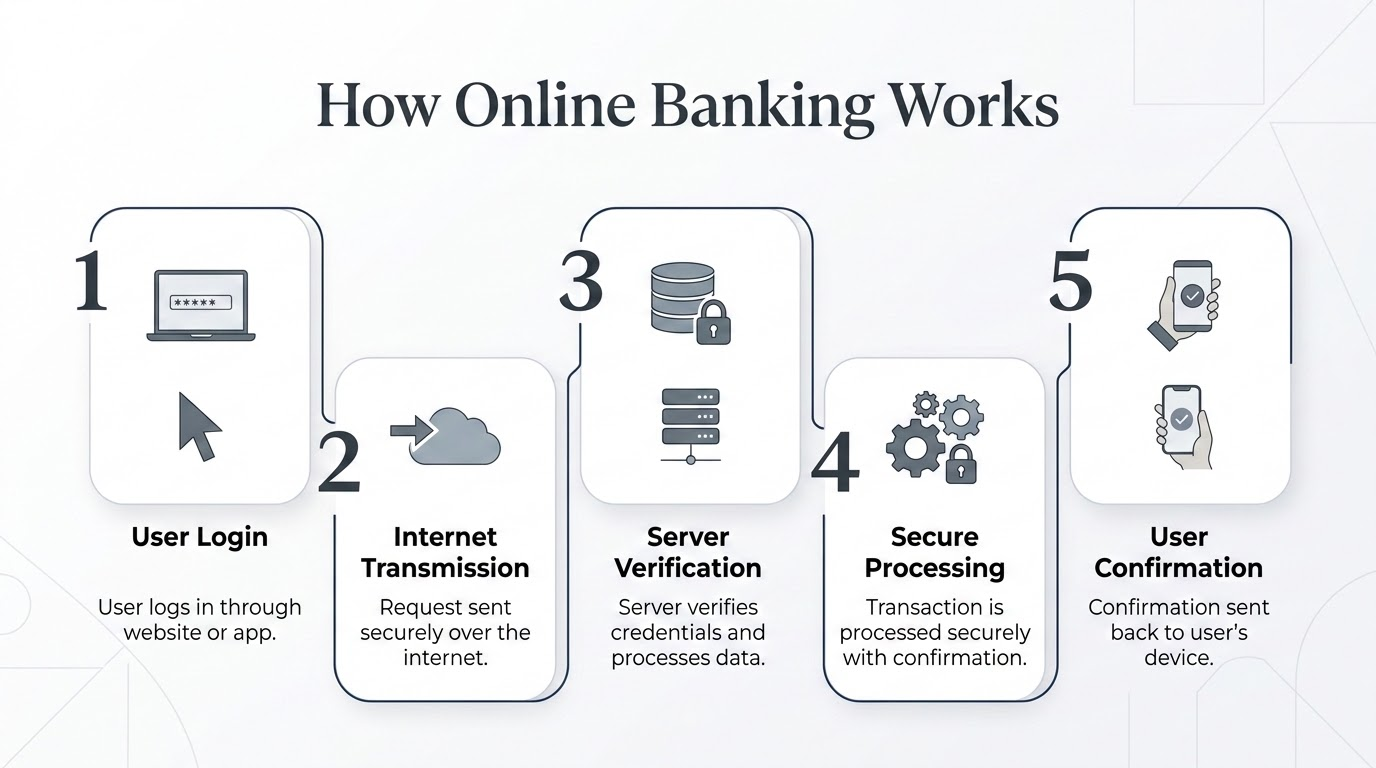 How Online Banking Works
1
*****
User Login
User logs in through
website or app.
2
Internet
Transmission
Request sent
securely over the
internet.
3
Server
Verification
Server verifies
credentials and
processes data.
4
Secure
Processing
Transaction is
processed securely
with confirmation.
5
User
Confirmation
Confirmation sent
back to user's
device.